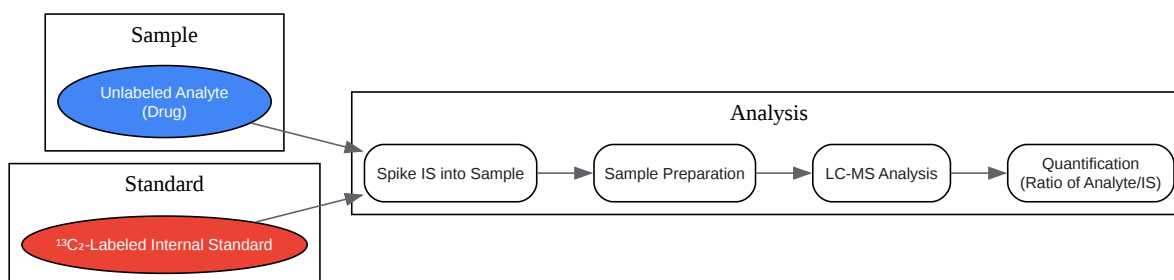 Sample
Unlabeled Analyte
(Drug)
Standard
¹³C₂-Labeled Internal Standard
Analysis
Spike IS into Sample
Sample Preparation
LC-MS Analysis
Quantification
(Ratio of Analyte/IS)